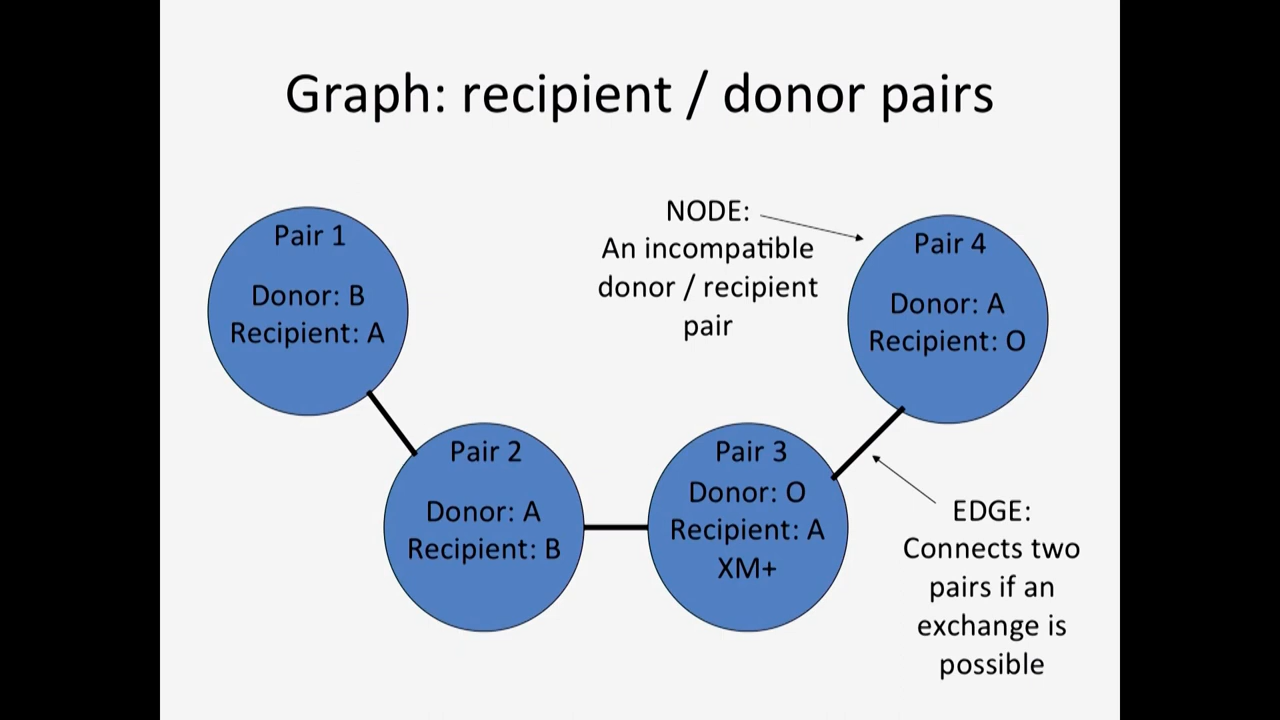 Graph: recipient / donor pairs
Pair 1
Donor: B
Recipient: A
NODE:
An incompatible
donor / recipient
pair
Pair 4
Donor: A
Recipient: O
Pair 2
Donor: A
Recipient: B
Pair 3
Donor: O
Recipient: A
XM+
EDGE:
Connects two
pairs if an
exchange is
possible